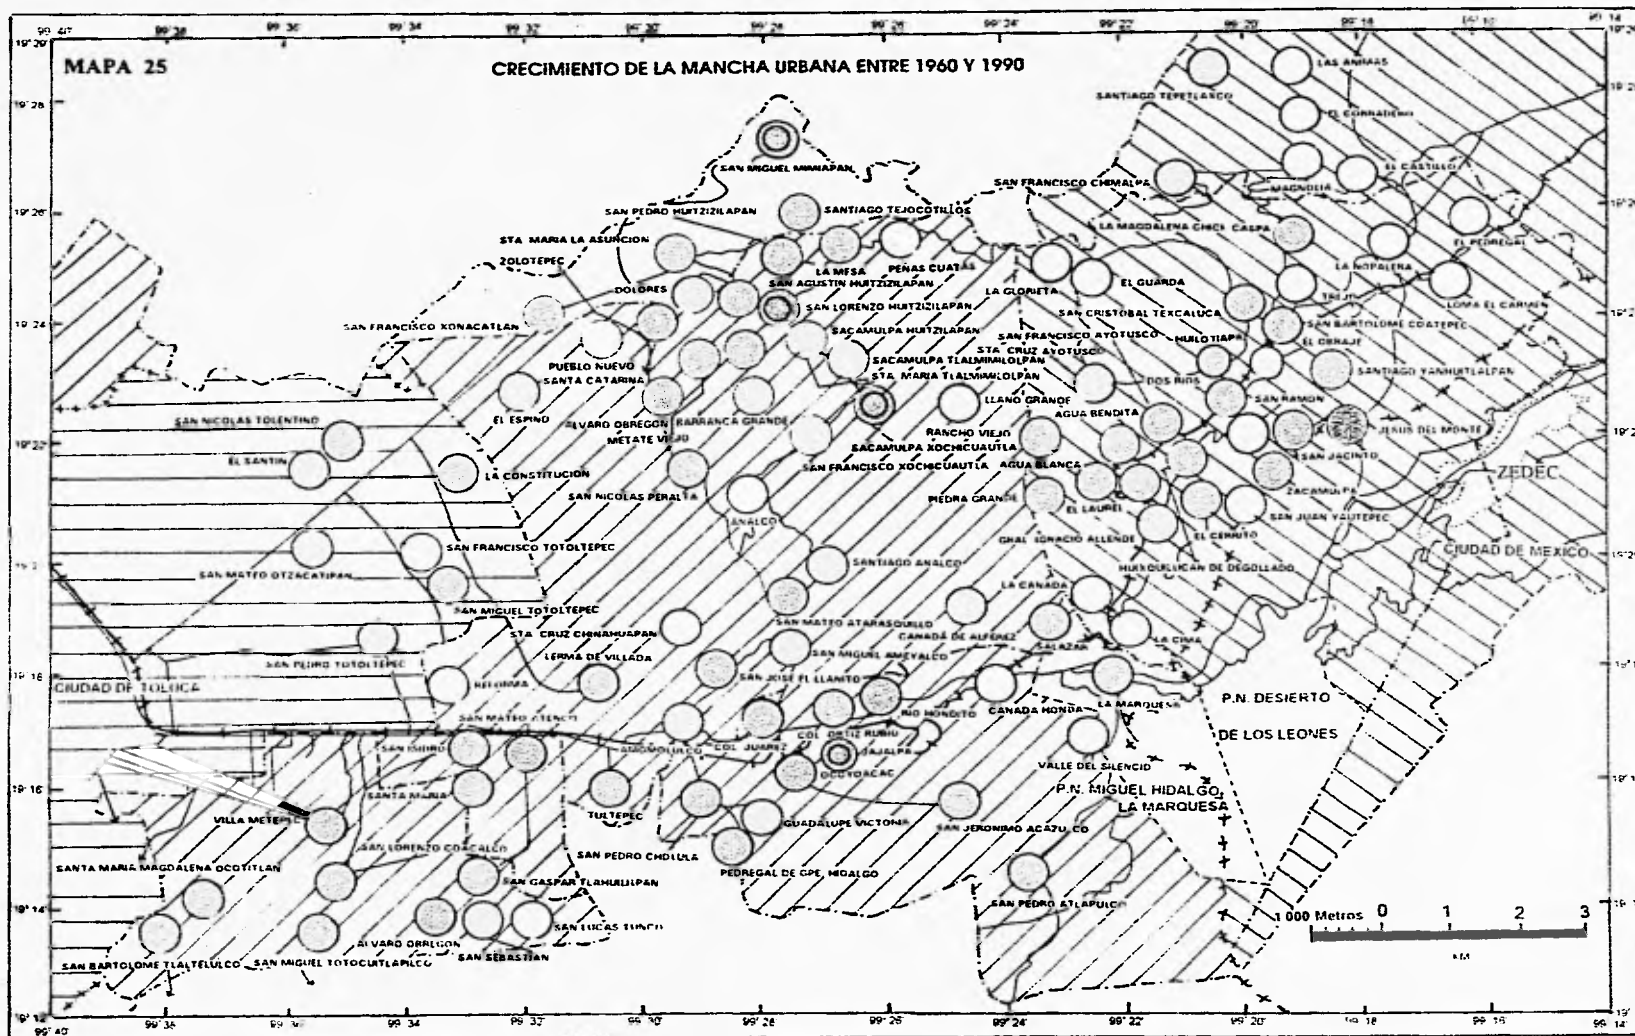 MAPA 25
CRECIMIENTO DE LA MANCHA URBANA ENTRE 1960 Y 1990
LAS ANIMAS
SANTIAGO TEPETLAXCO
EL CORRADERO
SAN MIGUEL MIMIAPAN
SAN FRANCISCO CHIMALPA
EL CASTILLO
MAGNOLIA
SAN PEDRO HUITZIZILAPAN
SANTIAGO TEJOCOTILLOS
LA MAGDALENA CHICHICASPA
STA MARIA LA ASUNCION
EL PEDREGAL
ZOLOTEPEC
LA MESA
PEÑAS CUATAS
LA NOPALERA
SAN AGUSTIN HUITZIZILAPAN
DOLORES
LA GLORIETA
EL GUARDA
TREJO
LOMA EL CARMEN
SAN LORENZO HUITZIZILAPAN
SAN CRISTOBAL TEXCALUCA
SAN FRANCISCO XONACATLAN
SACAMULPA HUITZILAPAN
SAN FRANCISCO AYOTUSCO
HUILOTIAPA
SAN BARTOLOME COATEPEC
EL OBRAJE
STA CRUZ AYOTUSCO
PUEBLO NUEVO
SACAMULPA TLALMIMILOLPAN
SANTIAGO YANHUITLALPAN
SANTA CATARINA
STA MARIA TLALMIMILOLPAN
DOS RIOS
EL ESPINO
LLANO GRANDE
SAN RAMON
SAN NICOLAS TOLENTINO
ALVARO OBREGON
BARRANCA GRANDE
AGUA BENDITA
METATE VIEJO
RANCHO VIEJO
JESUS DEL MONTE
SACAMULPA XOCHICUAUTLA
EL SANTIN
SAN JACINTO
LA CONSTITUCION
SAN FRANCISCO XOCHICUAUTLA
AGUA BLANCA
ZEDEC
SAN NICOLAS PERALTA
PIEDRA GRANDE
ZACAMULPA
EL LAUREL
ANALCO
SAN JUAN YAUTEPEC
GRAL IGNACIO ALLENDE
EL CERRITO
SAN FRANCISCO TOTOLTEPEC
CIUDAD DE MEXICO
SANTIAGO ANALCO
HUIXQUILUCAN DE DEGOLLADO
SAN MATEO OTZACATIPAN
LA CANADA
SAN MIGUEL TOTOLTEPEC
SAN MATEO ATARASQUILLO
STA CRUZ CHINAHUAPAN
CANADA DE ALFEREZ
LA CIMA
SALAZAR
LERMA DE VILLADA
SAN MIGUEL AMEYALCO
SAN PEDRO TOTOLTEPEC
SAN JOSE EL LLANITO
CIUDAD DE TOLUCA
REFORMA
P.N. DESIERTO
LA MARQUESA
CANADA HONDA
RIO HONDITO
SAN MATEO ATENCO
DE LOS LEONES
COL ORTIZ RUBIO
SAN ISIDRO
AMOMOLULCO
COL JUAREZ
JAJALPA
VALLE DEL SILENCIO
OCOYOACAC
P.N. MIGUEL HIDALGO,
LA MARQUESA
SANTA MARIA
TULTEPEC
VILLA METEPEC
GUADALUPE VICTORIA
SAN JERONIMO ACAZULCO
SAN LORENZO COACALCO
SAN PEDRO CHOLULA
SANTA MARIA MAGDALENA OCOTITLAN
PEDREGAL DE GPE. HIDALGO
SAN GASPAR TLAHUILILPAN
SAN PEDRO ATLAPULCO
1 000 Metros 0 1 2 3
SAN LUCAS TUNCO
ALVARO OBREGON
SAN SEBASTIAN
KM
SAN BARTOLOME TLALTELULCO
SAN MIGUEL TOTOCUITLAPILCO